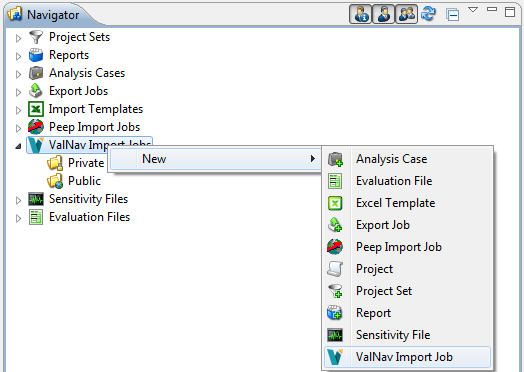 Navigator
Project Sets
Reports
Analysis Cases
Export Jobs
Import Templates
Peep Import Jobs
ValNav Import Jobs
New
Private
Public
Sensitivity Files
Evaluation Files
Analysis Case
Evaluation File
Excel Template
Export Job
Peep Import Job
Project
Project Set
Report
Sensitivity File
ValNav Import Job